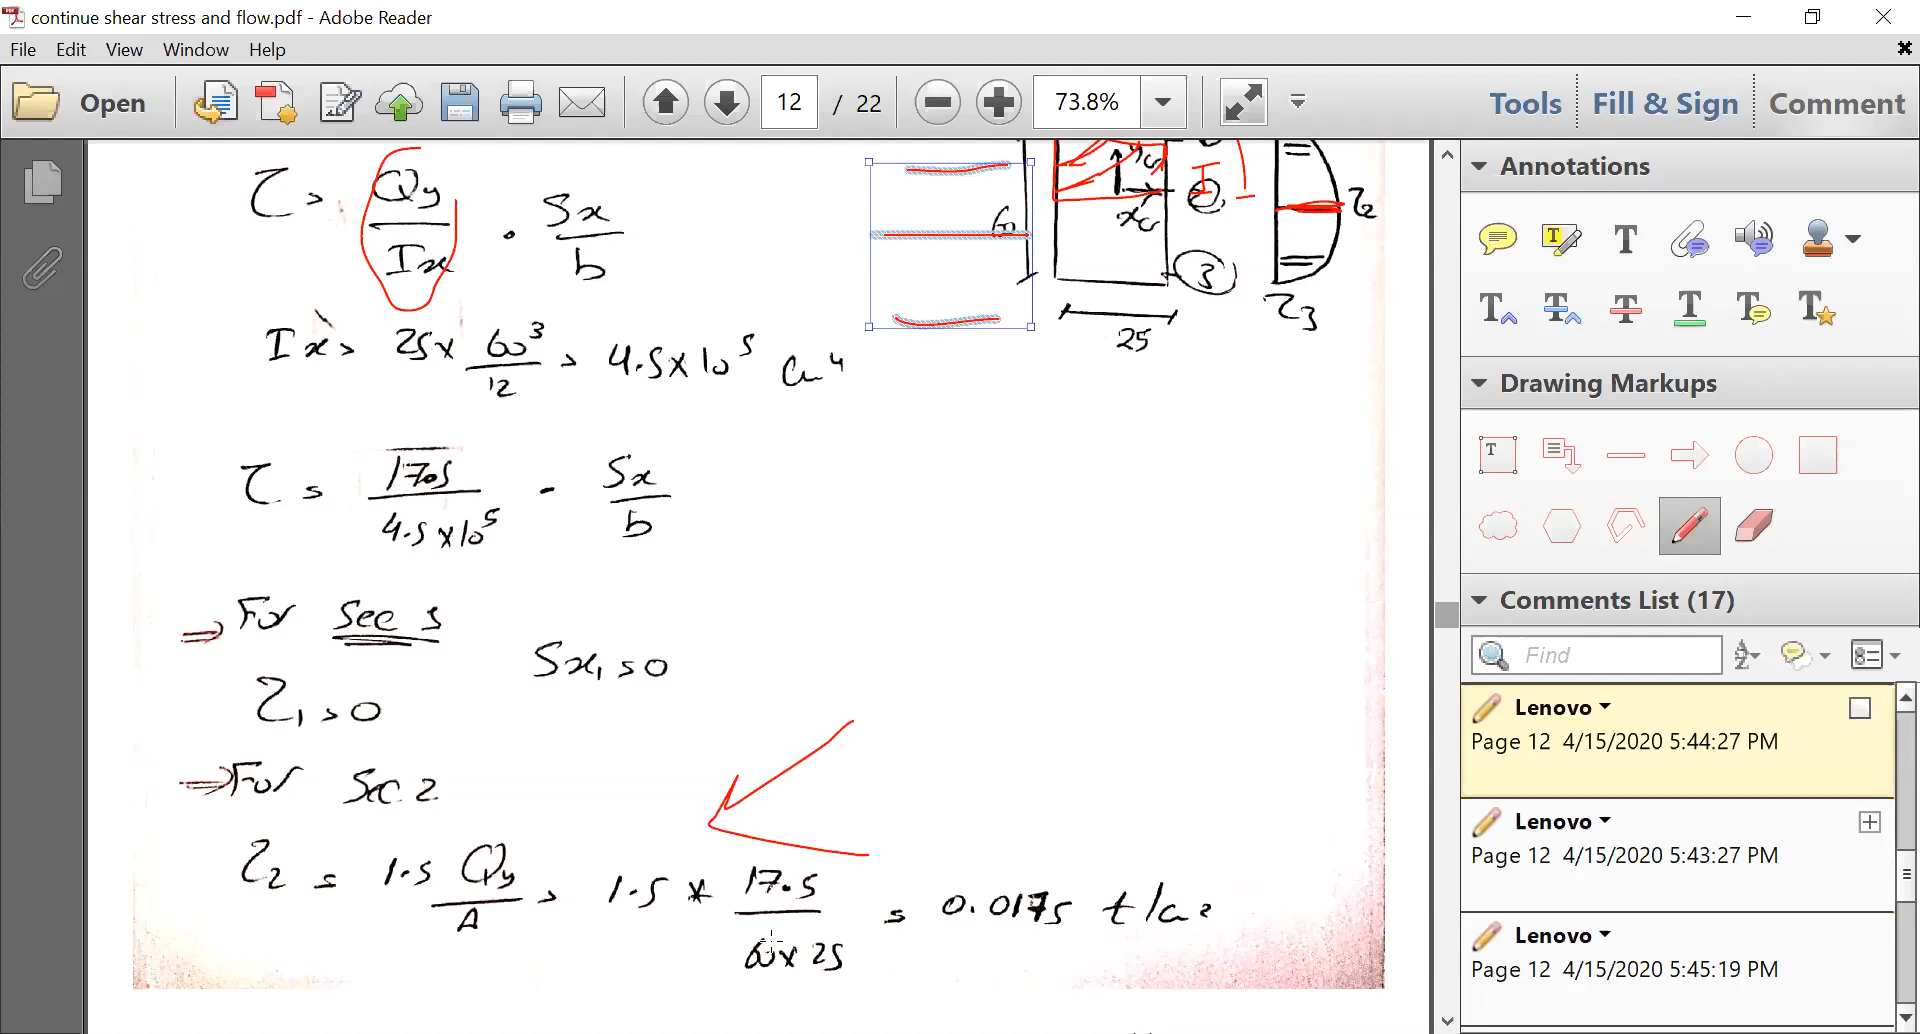 continue shear stress and flow.pdf - Adobe Reader
File Edit View Window Help
Open 12 / 22 73.8% Tools Fill & Sign Comment
τ = Qy / Ix · Sx / b
60
yG
xG
2
3
τ2
τ3
25
Ix = 25 × 60³ / 12 = 4.5 × 10⁵ cm⁴
τ = 17.5 / 4.5 × 10⁵ - Sx / b
⇒ For Sec 1
Sx₁ = 0
τ₁ = 0
⇒ For Sec 2
τ2 = 1.5 Qy / A = 1.5 * 17.5 / 60 × 25 = 0.0175 t/cm²
Annotations
Drawing Markups
Comments List (17)
Find
Lenovo
Page 12 4/15/2020 5:44:27 PM
Lenovo
Page 12 4/15/2020 5:43:27 PM
Lenovo
Page 12 4/15/2020 5:45:19 PM